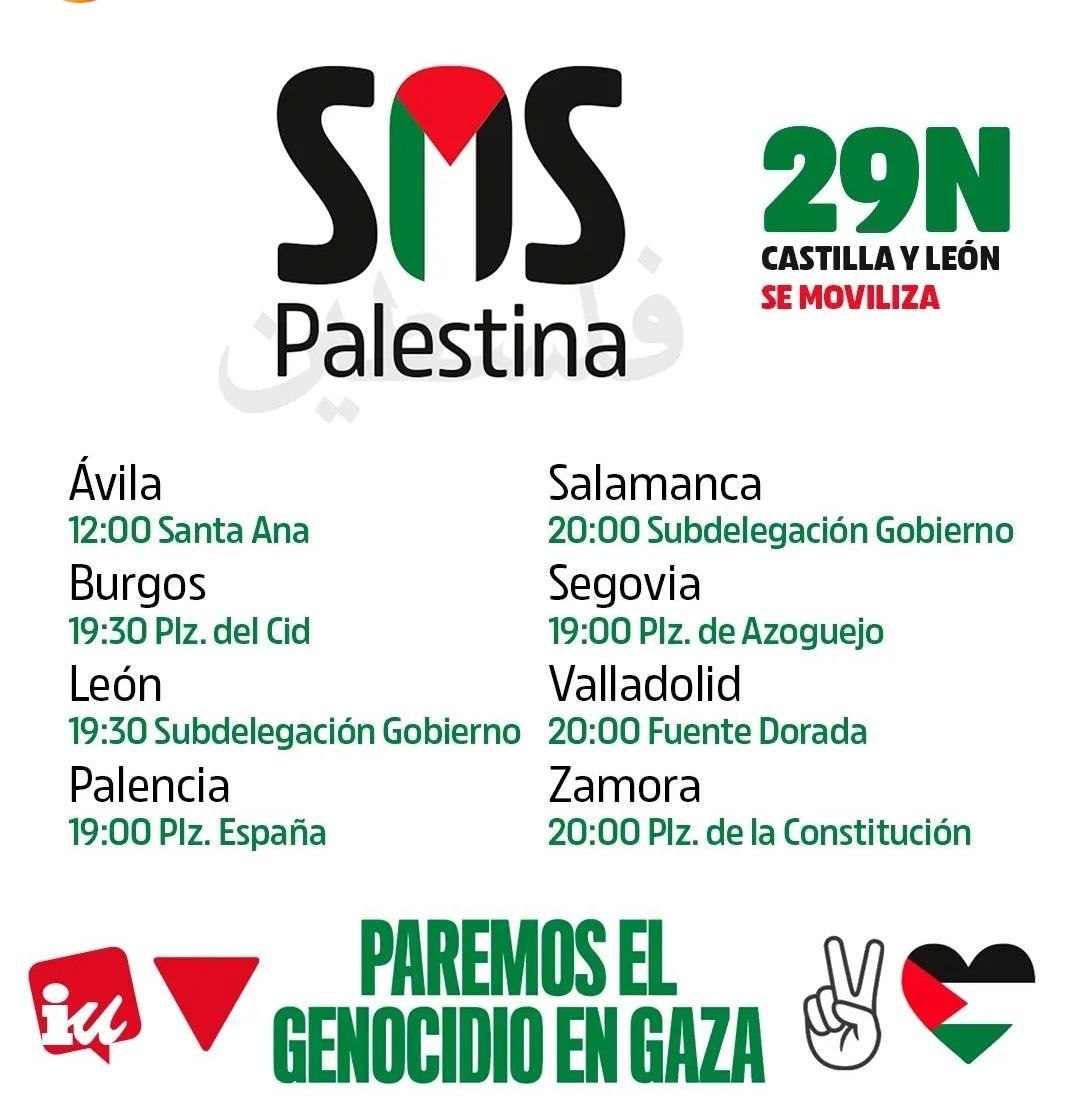 SMS
Palestina
فلسطين
29N
CASTILLA Y LEÓN
SE MOVILIZA
Ávila
12:00 Santa Ana
Burgos
19:30 Plz. del Cid
León
19:30 Subdelegación Gobierno
Palencia
19:00 Plz. España
Salamanca
20:00 Subdelegación Gobierno
Segovia
19:00 Plz. de Azoguejo
Valladolid
20:00 Fuente Dorada
Zamora
20:00 Plz. de la Constitución
iu
PAREMOS EL
GENOCIDIO EN GAZA